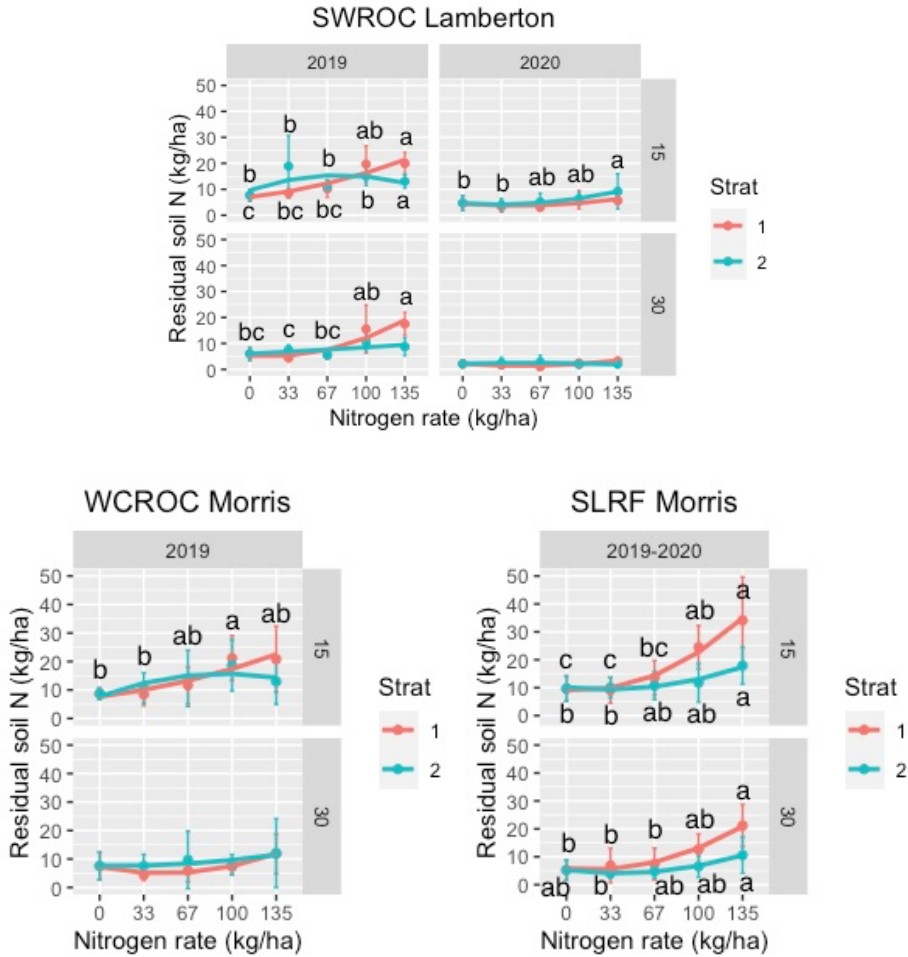 SWROC Lamberton
2019 2020
50
40
30
20
10
0
b b b ab a
c bc bc b a
b b ab ab a
15
50
40
30
20
10
0
bc c bc ab a
30
Residual soil N (kg/ha)
0 33 67 100 135 0 33 67 100 135
Nitrogen rate (kg/ha)
Strat
1
2
WCROC Morris
2019
50
40
30
20
10
0
b b ab a ab
15
50
40
30
20
10
0
30
Residual soil N (kg/ha)
0 33 67 100 135
Nitrogen rate (kg/ha)
Strat
1
2
SLRF Morris
2019-2020
50
40
30
20
10
0
c c bc ab a
b b ab ab a
15
50
40
30
20
10
0
b b b ab a
ab b ab ab a
30
Residual soil N (kg/ha)
0 33 67 100 135
Nitrogen rate (kg/ha)
Strat
1
2